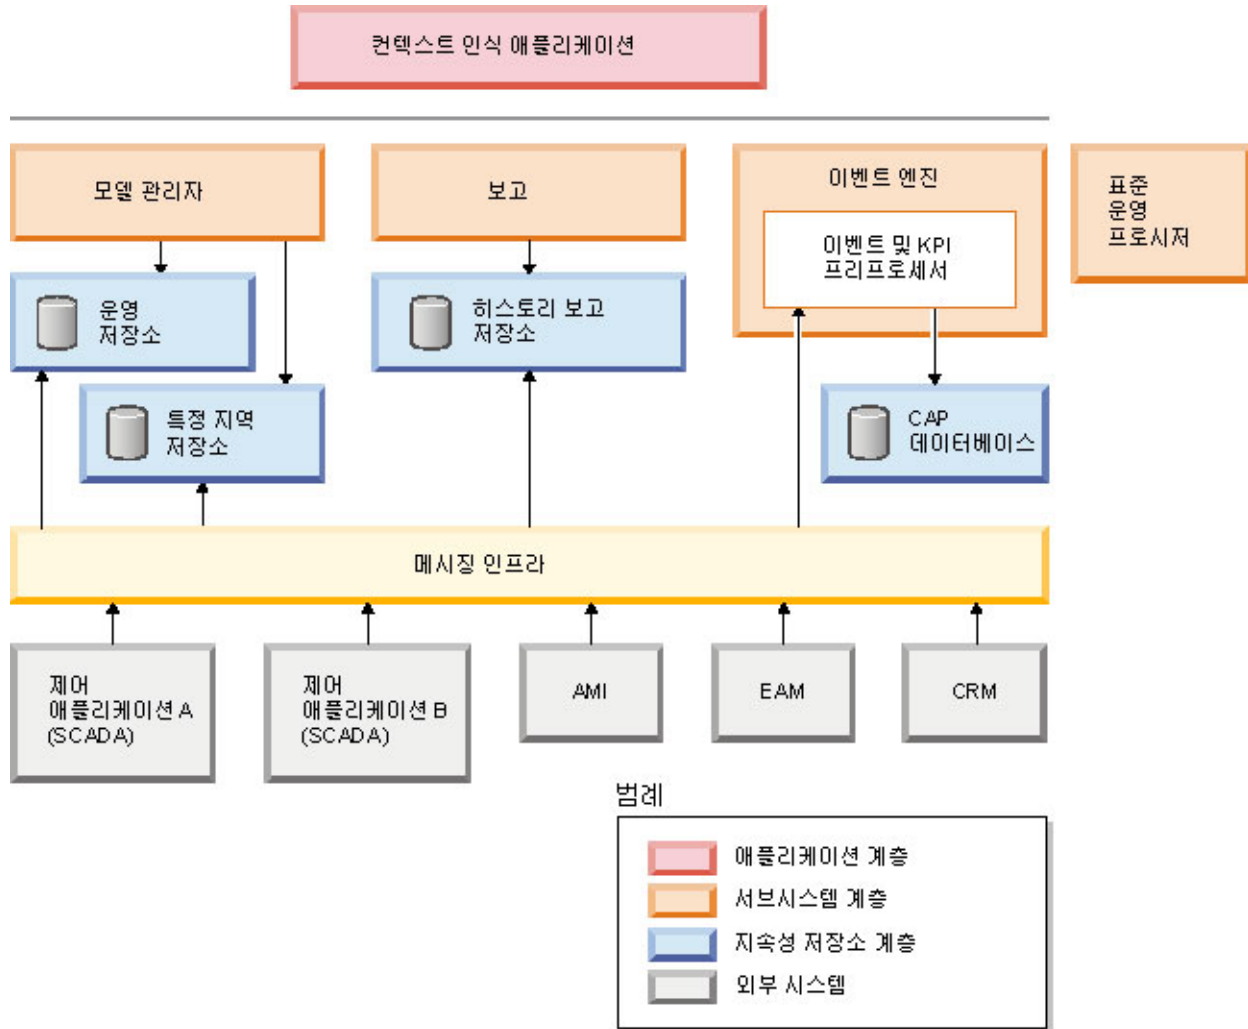 컨텍스트 인식 애플리케이션
모델 관리자
보고
이벤트 엔진
이벤트 및 KPI
프리프로세서
표준
운영
프로시저
운영
저장소
히스토리 보고
저장소
특정 지역
저장소
CAP
데이터베이스
메시징 인프라
제어
애플리케이션 A
(SCADA)
제어
애플리케이션 B
(SCADA)
AMI
EAM
CRM
범례
애플리케이션 계층
서브시스템 계층
지속성 저장소 계층
외부 시스템